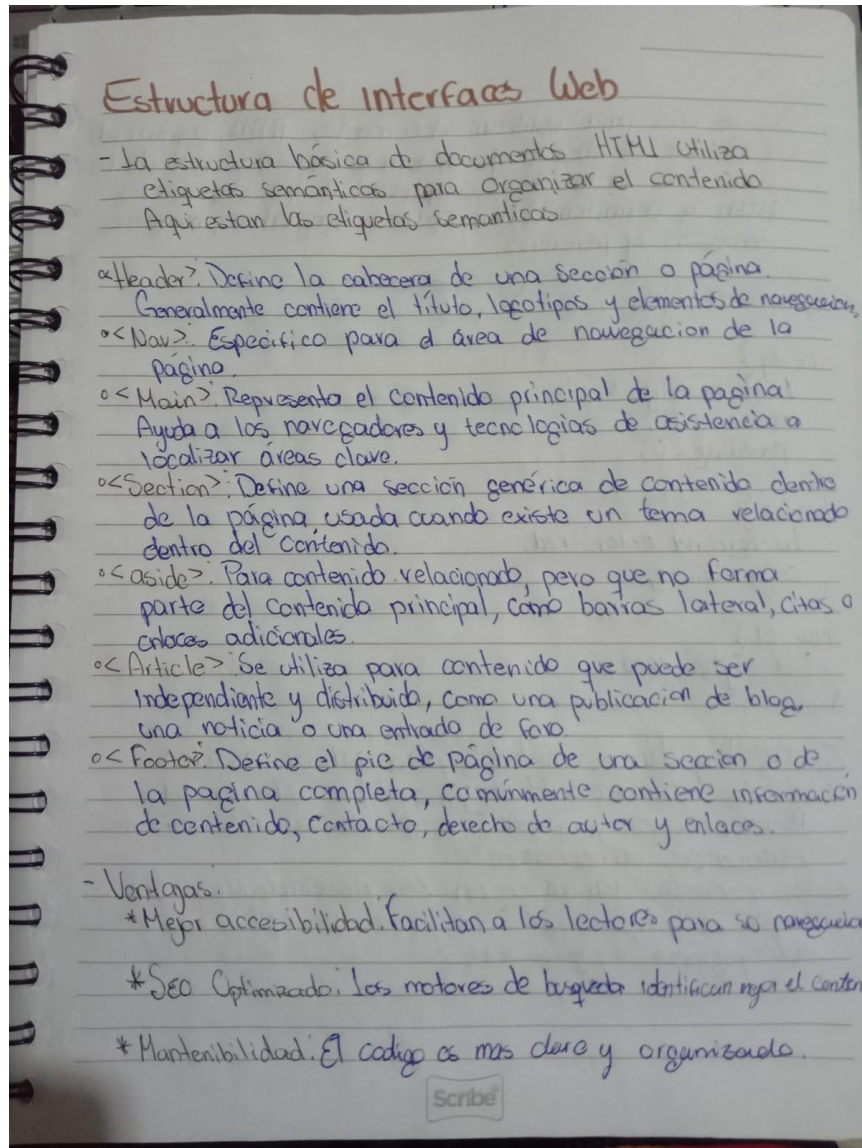 Estructura de interfaces Web
- La estructura básica de documentos HTML utiliza
etiquetas semánticas para organizar el contenido
Aqui estan las etiquetas semanticas
<Header>. Define la cabecera de una sección o página.
Generalmente contiene el título, logotipos y elementos de navegacion,
<Nav>. Especifica para el área de nawegacion de la
página.
<Main>. Representa el contenido principal de la pagina
Ayuda a los navegadores y tecnologias de asistencia a
localizar áreas clave.
<Section>: Define una sección genérica de contenido dentro
de la página, usada cuando existe un tema relacionado
dentro del contenido.
<aside>. Para contenido relacionado, pero que no forma
parte del contenido principal, como barras lateral, citas o
enlaces adicionales.
<Article> Se utiliza para contenido que puede ser
Independiente y distribuido, como una publicacion de blog,
una noticia o una entrada de foro
<Footer>. Define el pie de página de una seccion o de
la pagina completa, comúnmente contiene información
de contenido, contacto, derecho de autor y enlaces.
- Ventajas.
*Mejor accesibilidad. Facilitan a los lectores para so navegacio
*SEO Optimizado: Los motores de busqueda identifican mejor el conten
*Mantenibilidad. El codigo es mas claro y organizado.
Scribe